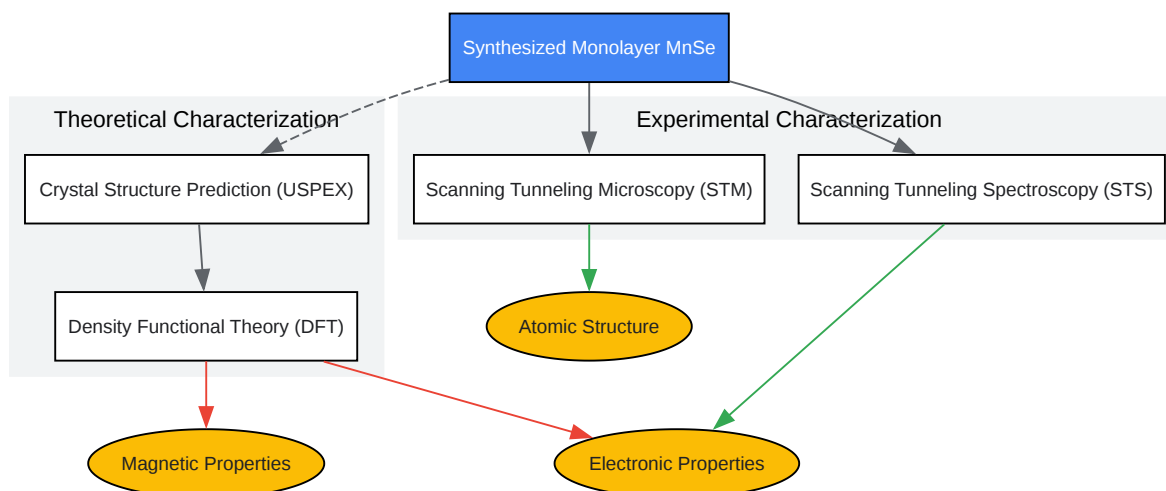 Synthesized Monolayer MnSe
Theoretical Characterization
Experimental Characterization
Crystal Structure Prediction (USPEX)
Scanning Tunneling Microscopy (STM)
Scanning Tunneling Spectroscopy (STS)
Density Functional Theory (DFT)
Atomic Structure
Magnetic Properties
Electronic Properties